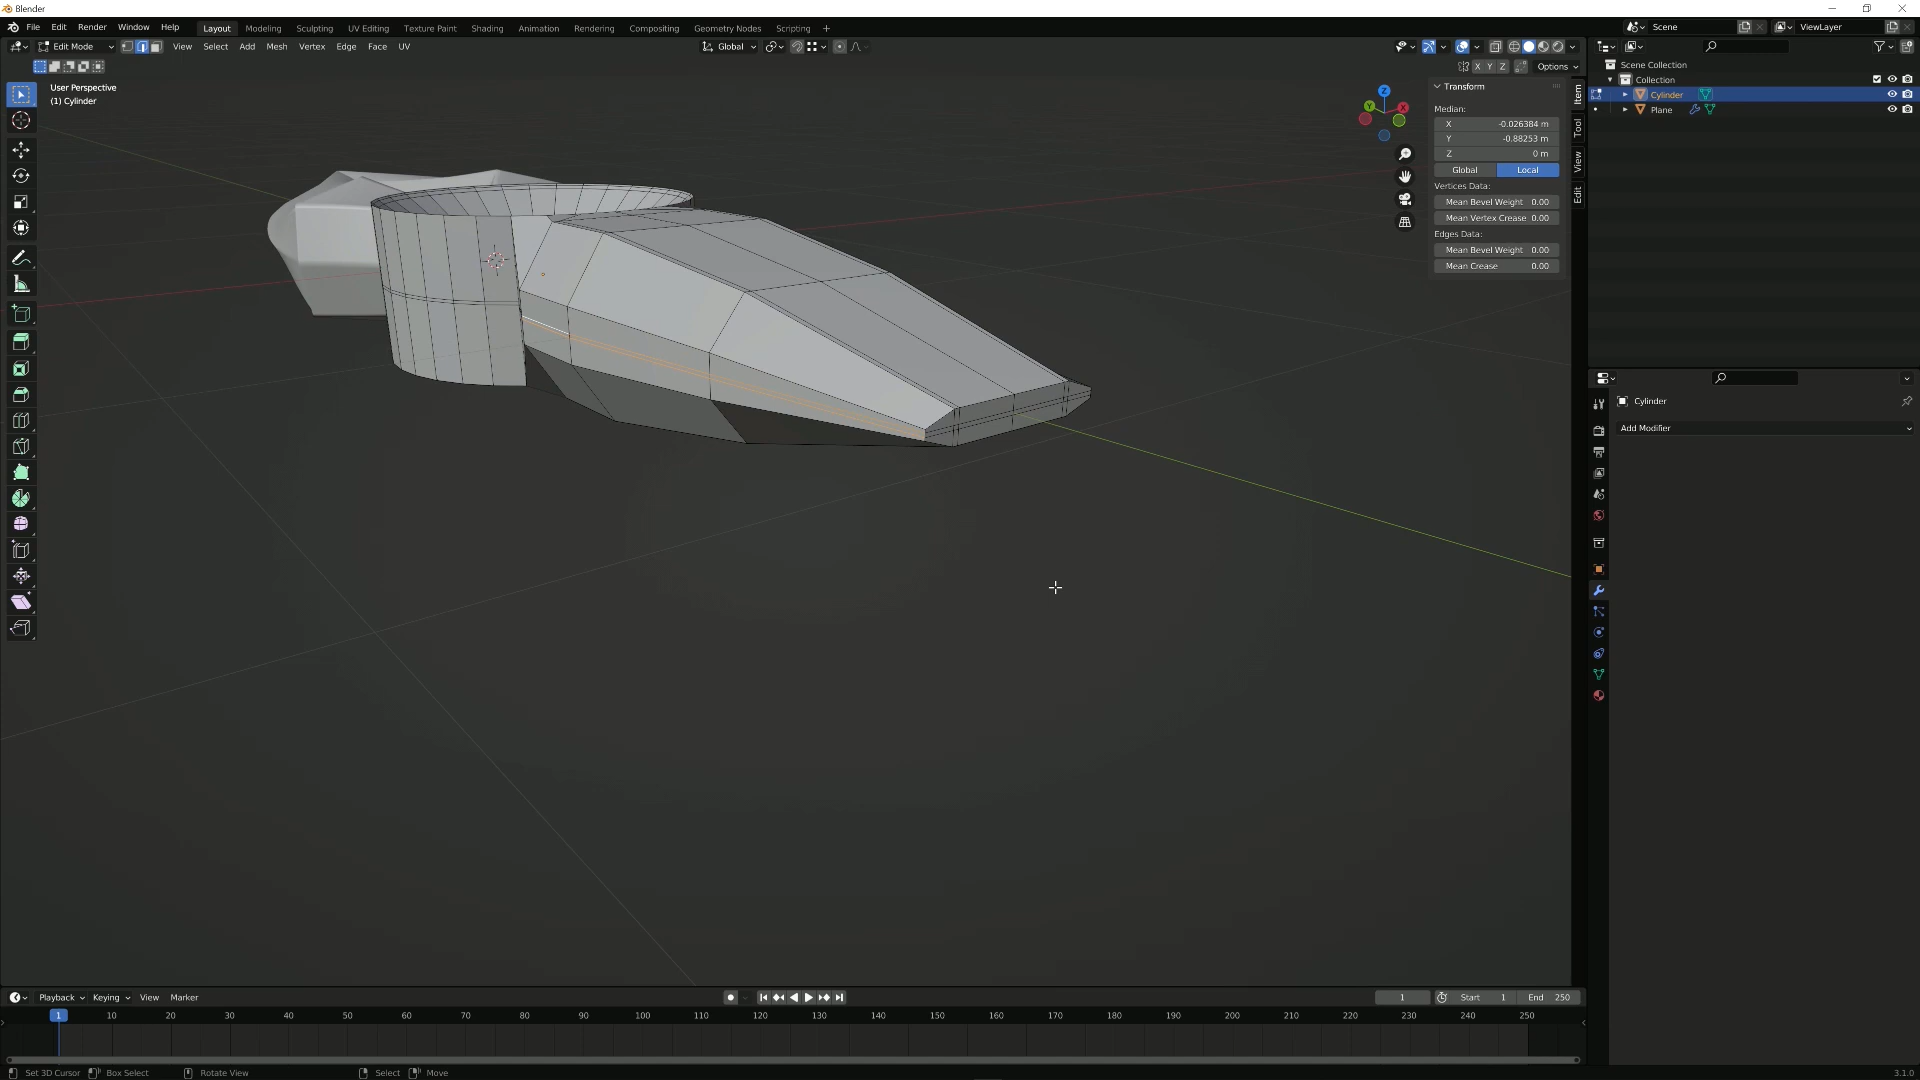 Blender
File Edit Render Window Help Layout Modeling Sculpting UV Editing Texture Paint Shading Animation Rendering Compositing Geometry Nodes Scripting + Scene ViewLayer
Edit Mode View Select Add Mesh Vertex Edge Face UV Global
X Y Z Options
User Perspective
(1) Cylinder
Z
Y X
Transform
Median:
X -0.026384 m
Y -0.88253 m
Z 0 m
Global Local
Vertices Data:
Mean Bevel Weight 0.00
Mean Vertex Crease 0.00
Edges Data:
Mean Bevel Weight 0.00
Mean Crease 0.00
Item
Tool
View
Edit
Scene Collection
Collection
Cylinder
Plane
Cylinder
Add Modifier
Playback Keying View Marker 1 Start 1 End 250
1 10 20 30 40 50 60 70 80 90 100 110 120 130 140 150 160 170 180 190 200 210 220 230 240 250
Set 3D Cursor Box Select Rotate View Select Move 3.1.0